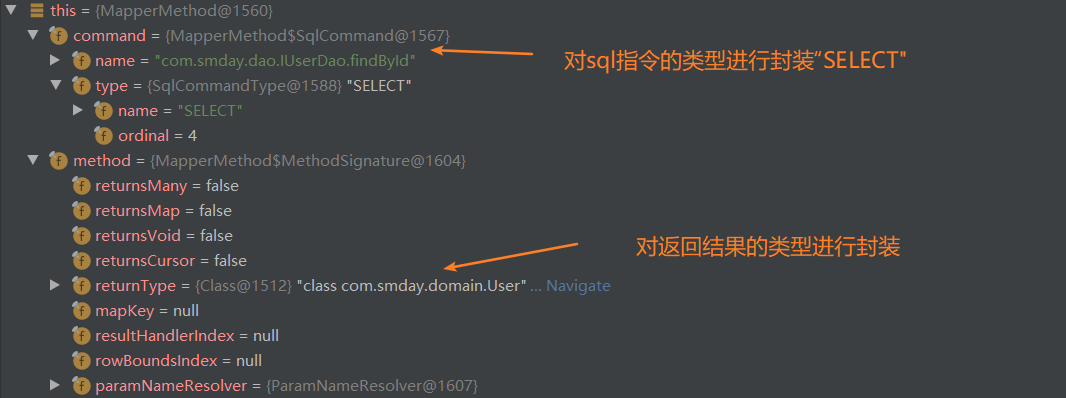 this = {MapperMethod@1560}
command = {MapperMethod$SqlCommand@1567}
name = "com.smday.dao.IUserDao.findById"
对sql指令的类型进行封装“SELECT"
type = {SqlCommandType@1588} "SELECT"
name = "SELECT"
ordinal = 4
method = {MapperMethod$MethodSignature@1604}
returnsMany = false
returnsMap = false
returnsVoid = false
对返回结果的类型进行封装
returnsCursor = false
returnType = {Class@1512} "class com.smday.domain.User" ... Navigate
mapKey = null
resultHandlerIndex = null
rowBoundsIndex = null
paramNameResolver = {ParamNameResolver@1607}